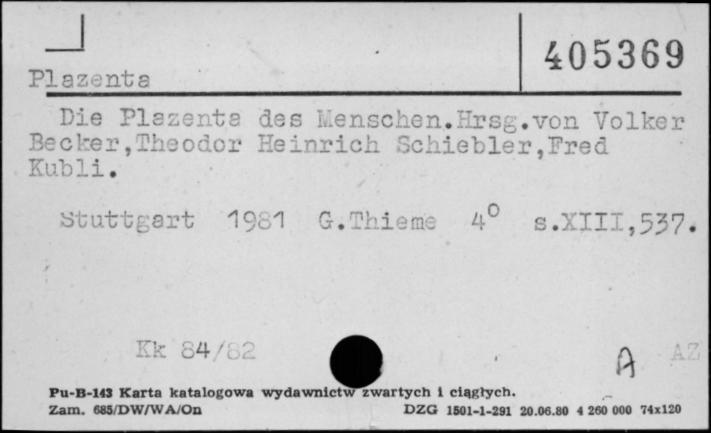 405369
Plazenta
Die Plazenta des Menschen.Hrsg.von Volker
Becker,Theodor Heinrich Schiebler,Fred
Kubli.
Stuttgart 1981 G.Thieme 4° s.XIII,537.
Kk 84/82
A AZ
Pu-B-143 Karta katalogowa wydawnictw zwartych i ciągłych.
Zam. 685/DW/WA/On DZG 1501-1-291 20.06.80 4 260 000 74x120